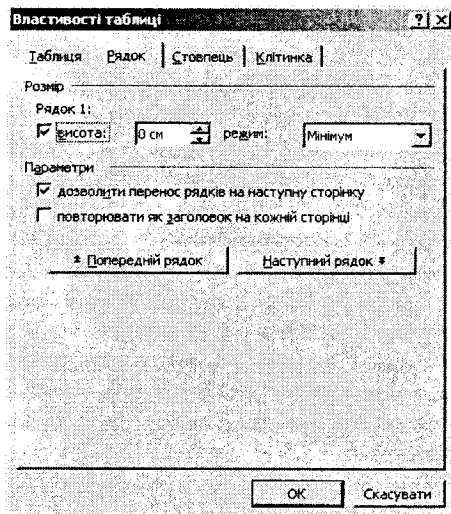 Властивості таблиці
Таблиця Рядок Стовпець Клітинка
Розмір
Рядок 1:
висота: 0 см режим: Мінімум
Параметри
дозволити перенос рядків на наступну сторінку
повторювати як заголовок на кожній сторінці
Попередній рядок Наступний рядок
ОК Скасувати